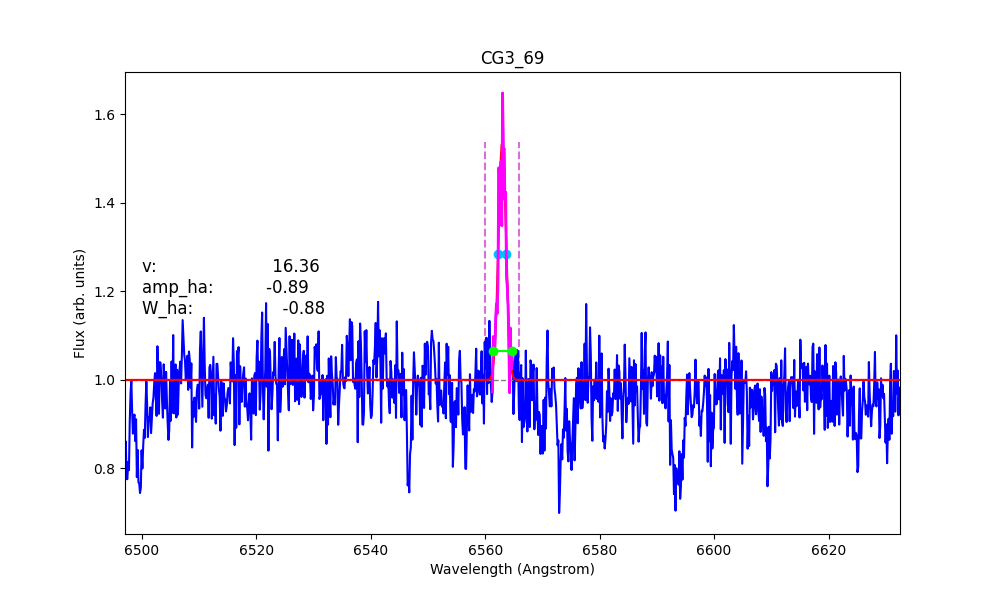 CG3_69
Flux (arb. units)
1.6
1.4
1.2
1.0
0.8
v: 16.36
amp_ha: -0.89
W_ha: -0.88
6500 6520 6540 6560 6580 6600 6620
Wavelength (Angstrom)